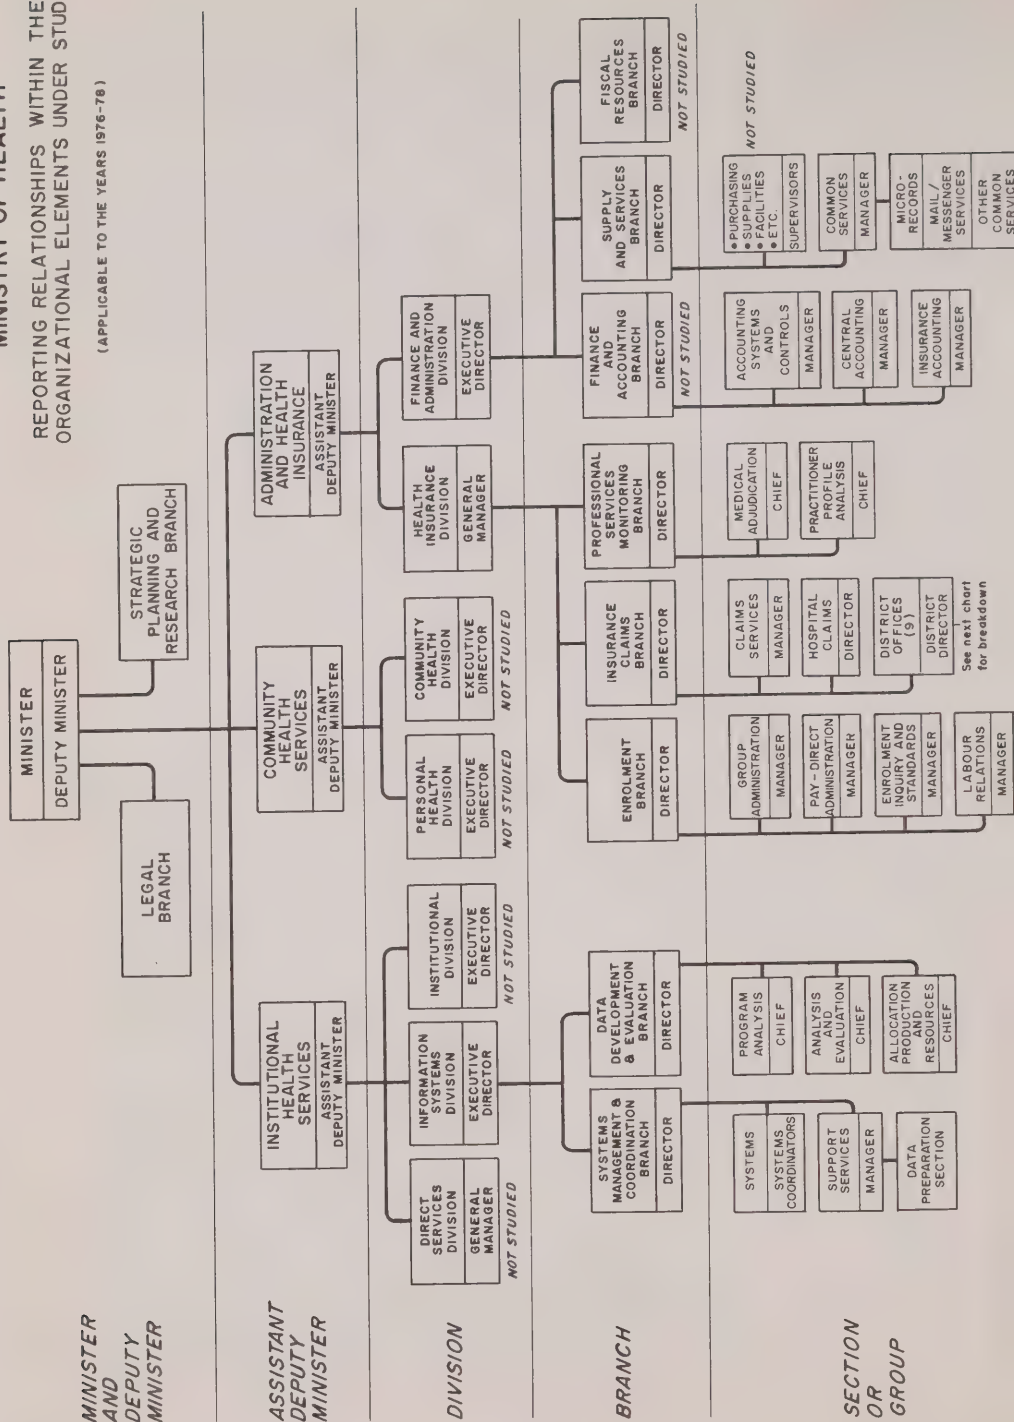 MINISTRY OF HEALTH
REPORTING RELATIONSHIPS WITHIN THE
ORGANIZATIONAL ELEMENTS UNDER
(APPLICABLE TO THE YEARS 1976-78)
MINISTER
AND
DEPUTY
MINISTER
MINISTER
DEPUTY MINISTER
LEGAL
BRANCH
STRATEGIC
PLANNING AND
RESEARCH BRANCH
ASSISTANT
DEPUTY
MINISTER
INSTITUTIONAL
HEALTH
SERVICES
ASSISTANT
DEPUTY MINISTER
COMMUNITY
HEALTH
SERVICES
ASSISTANT
DEPUTY MINISTER
ADMINISTRATION
AND HEALTH
INSURANCE
ASSISTANT
DEPUTY MINISTER
DIVISION
DIRECT
SERVICES
DIVISION
GENERAL
MANAGER
NOT STUDIED
INFORMATION
SYSTEMS
DIVISION
EXECUTIVE
DIRECTOR
INSTITUTIONAL
DIVISION
EXECUTIVE
DIRECTOR
NOT STUDIED
PERSONAL
HEALTH
DIVISION
EXECUTIVE
DIRECTOR
NOT STUDIED
COMMUNITY
HEALTH
DIVISION
EXECUTIVE
DIRECTOR
NOT STUDIED
HEALTH
INSURANCE
DIVISION
GENERAL
MANAGER
FINANCE AND
ADMINISTRATION
DIVISION
EXECUTIVE
DIRECTOR
BRANCH
SYSTEMS
MANAGEMENT &
COORDINATION
BRANCH
DIRECTOR
DATA
DEVELOPMENT
& EVALUATION
BRANCH
DIRECTOR
ENROLMENT
BRANCH
DIRECTOR
INSURANCE
CLAIMS
BRANCH
DIRECTOR
PROFESSIONAL
SERVICES
MONITORING
BRANCH
DIRECTOR
FINANCE
AND
ACCOUNTING
BRANCH
DIRECTOR
NOT STUDIED
SUPPLY
AND SERVICES
BRANCH
DIRECTOR
FISCAL
RESOURCES
BRANCH
DIRECTOR
NOT STUDIED
SECTION
OR
GROUP
SYSTEMS
SYSTEMS
COORDINATORS
SUPPORT
SERVICES
MANAGER
DATA
PREPARATION
SECTION
PROGRAM
ANALYSIS
CHIEF
ANALYSIS
AND
EVALUATION
CHIEF
ALLOCATION
PRODUCTION
AND
RESOURCES
CHIEF
GROUP
ADMINISTRATION
MANAGER
PAY-DIRECT
ADMINISTRATION
MANAGER
ENROLMENT
INQUIRY AND
STANDARDS
MANAGER
LABOUR
RELATIONS
MANAGER
CLAIMS
SERVICES
MANAGER
HOSPITAL
CLAIMS
DIRECTOR
DISTRICT
OFFICES
(9)
DISTRICT
DIRECTOR
See next chart
for breakdown
MEDICAL
ADJUDICATION
CHIEF
PRACTITIONER
PROFILE
ANALYSIS
CHIEF
ACCOUNTING
SYSTEMS
AND
CONTROLS
MANAGER
CENTRAL
ACCOUNTING
MANAGER
INSURANCE
ACCOUNTING
MANAGER
• PURCHASING
• SUPPLIES
• FACILITIES
• ETC.
SUPERVISORS
NOT STUDIED
COMMON
SERVICES
MANAGER
MICRO-
RECORDS
MAIL/
MESSENGER
SERVICES
OTHER
COMMON
SERVICES